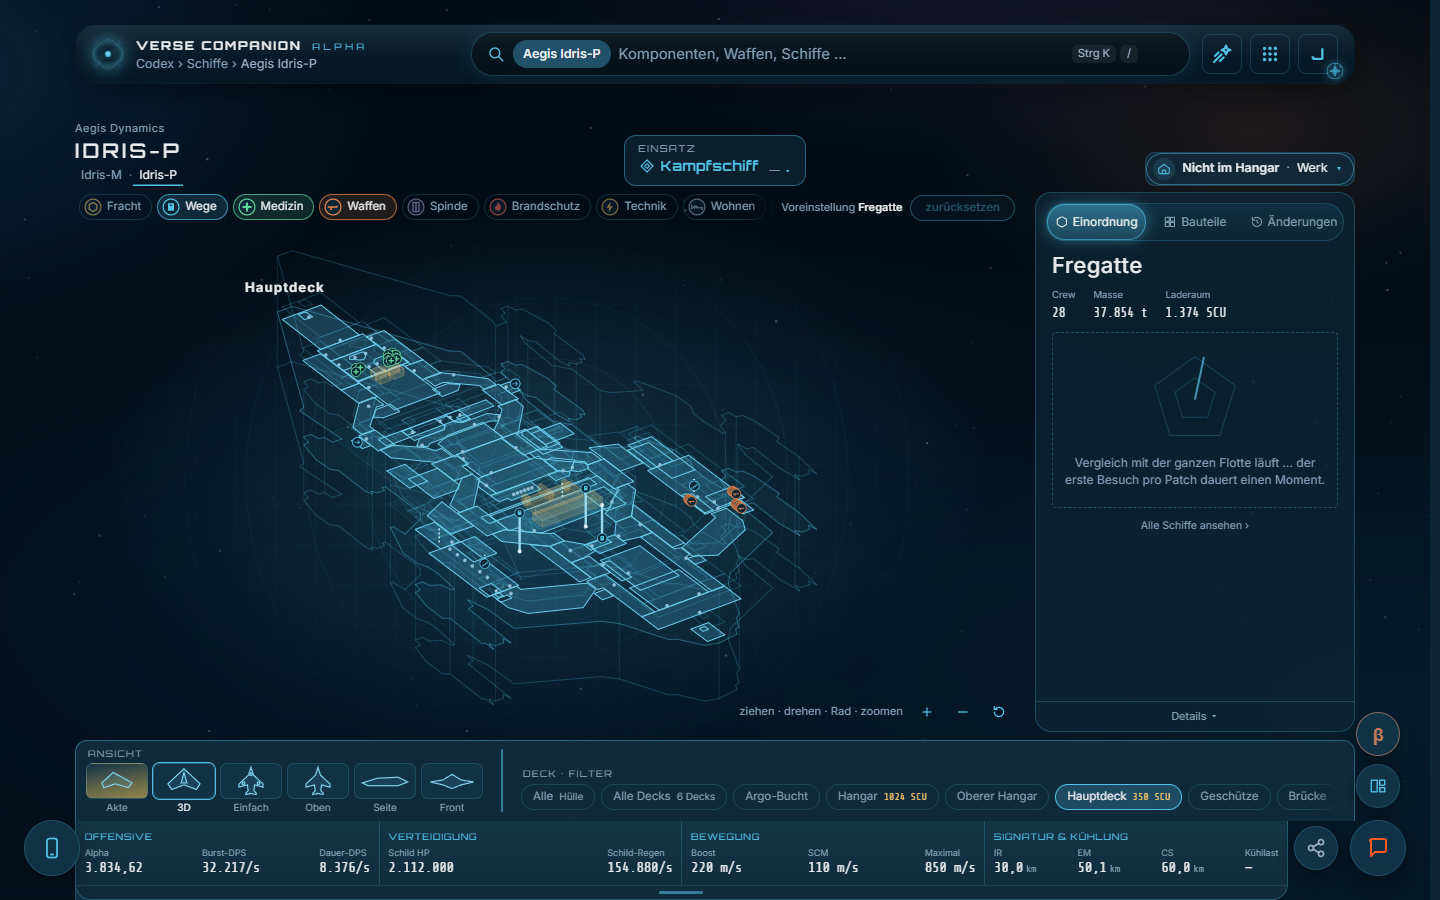 VERSE COMPANION ALPHA
Codex › Schiffe › Aegis Idris-P
Aegis Idris-P Komponenten, Waffen, Schiffe ... Strg K /
Aegis Dynamics
IDRIS-P
Idris-M · Idris-P
EINSATZ
Kampfschiff
Nicht im Hangar · Werk
Fracht Wege Medizin Waffen Spinde Brandschutz Technik Wohnen Voreinstellung Fregatte zurücksetzen
Einordnung Bauteile Änderungen
Fregatte
Crew Masse Laderaum
28 37.854 t 1.374 SCU
Vergleich mit der ganzen Flotte läuft ... der
erste Besuch pro Patch dauert einen Moment.
Alle Schiffe ansehen ›
Details
Hauptdeck
ziehen · drehen · Rad · zoomen + −
β
ANSICHT
Akte 3D Einfach Oben Seite Front
DECK · FILTER
Alle Hülle Alle Decks 6 Decks Argo-Bucht Hangar 1024 SCU Oberer Hangar Hauptdeck 350 SCU Geschütze Brücke
OFFENSIVE
Alpha Burst-DPS Dauer-DPS
3.834,62 32.217/s 8.376/s
VERTEIDIGUNG
Schild HP Schild-Regen
2.112.000 154.880/s
BEWEGUNG
Boost SCM Maximal
220 m/s 110 m/s 850 m/s
SIGNATUR & KÜHLUNG
IR EM CS Kühllast
30,0 km 50,1 km 60,0 km –